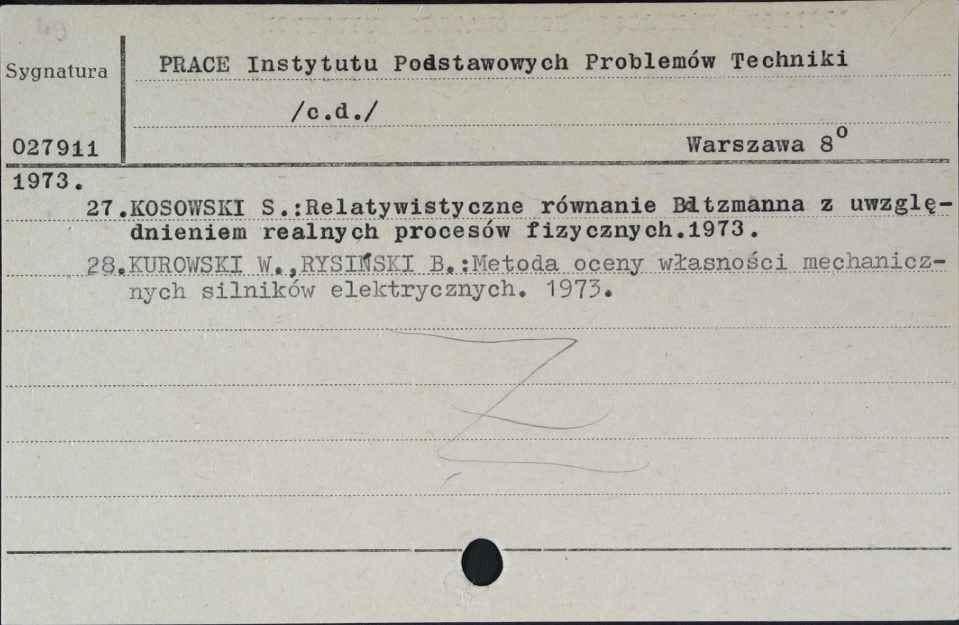 Sygnatura
PRACE Instytutu Podstawowych Problemów Techniki
/c.d./
027911
Warszawa 8°
1973.
27.KOSOWSKI S.:Relatywistyczne równanie Bltzmanna z uwzglę-
dnieniem realnych procesów fizycznych.1973.
28.KUROWSKI W.,RYSIŃSKI B.:Metoda oceny własności mechanicz-
nych silników elektrycznych. 1973.